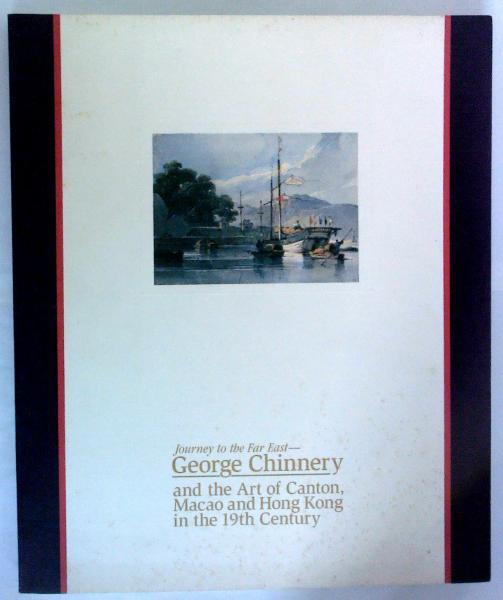 Journey to the Far East—
George Chinnery
and the Art of Canton,
Macao and Hong Kong
in the 19th Century